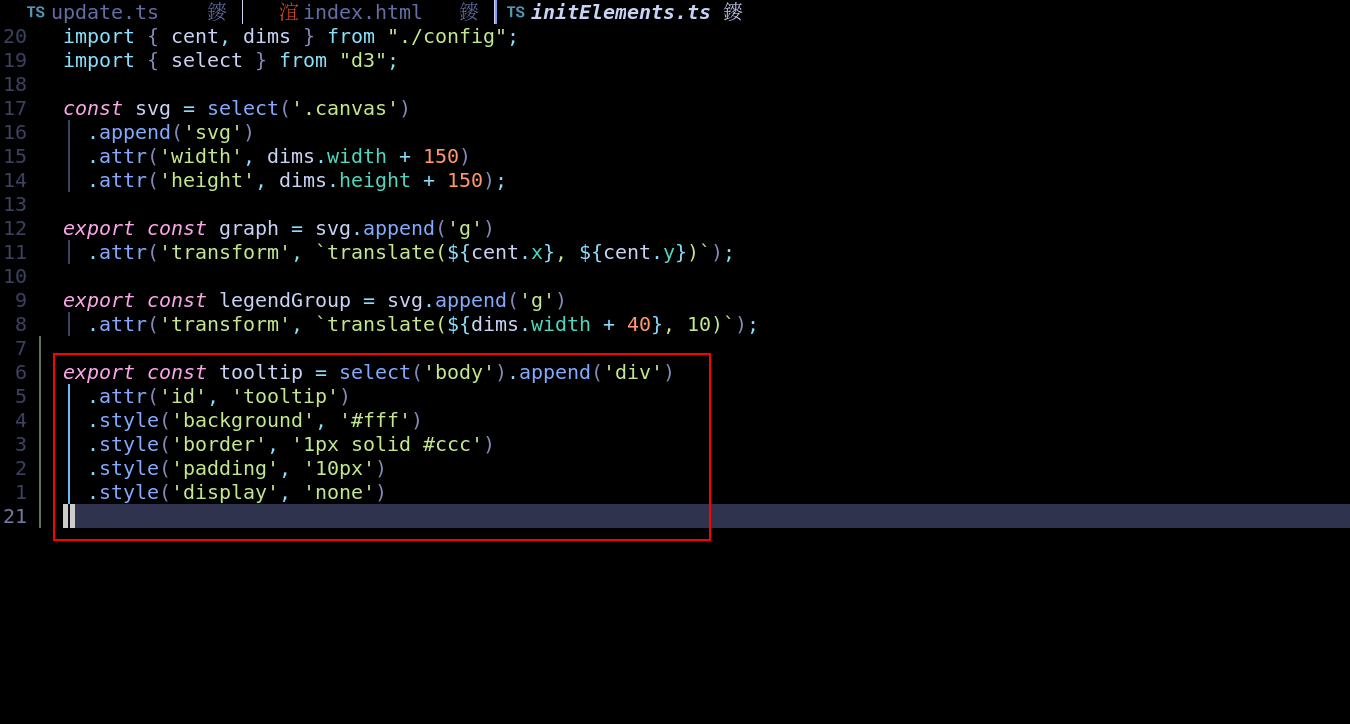 TS update.ts 鎫 渲 index.html 鎫 TS initElements.ts 鎫
20 import { cent, dims } from "./config";
19 import { select } from "d3";
18
17 const svg = select('.canvas')
16 .append('svg')
15 .attr('width', dims.width + 150)
14 .attr('height', dims.height + 150);
13
12 export const graph = svg.append('g')
11 .attr('transform', `translate(${cent.x}, ${cent.y})`);
10
9 export const legendGroup = svg.append('g')
8 .attr('transform', `translate(${dims.width + 40}, 10)`);
7
6 export const tooltip = select('body').append('div')
5 .attr('id', 'tooltip')
4 .style('background', '#fff')
3 .style('border', '1px solid #ccc')
2 .style('padding', '10px')
1 .style('display', 'none')
21